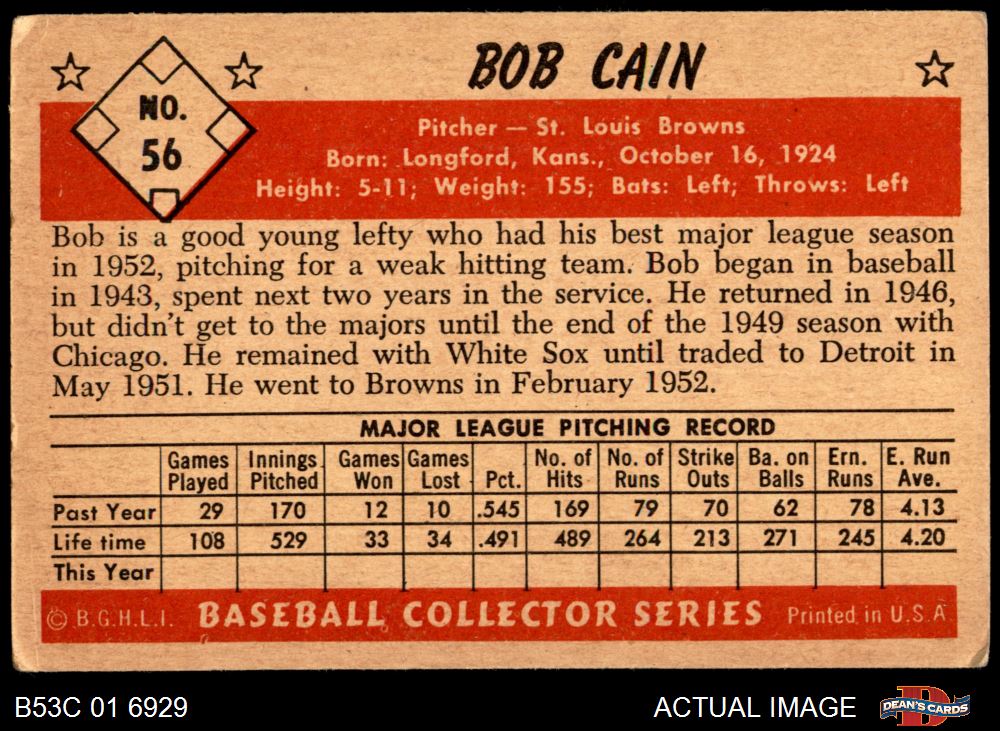 BOB CAIN
NO.
56
Pitcher — St. Louis Browns
Born: Longford, Kans., October 16, 1924
Height: 5-11; Weight: 155; Bats: Left; Throws: Left
Bob is a good young lefty who had his best major league season
in 1952, pitching for a weak hitting team. Bob began in baseball
in 1943, spent next two years in the service. He returned in 1946,
but didn't get to the majors until the end of the 1949 season with
Chicago. He remained with White Sox until traded to Detroit in
May 1951. He went to Browns in February 1952.
MAJOR LEAGUE PITCHING RECORD
Games Played Innings Pitched Games Won Games Lost Pct. No. of Hits No. of Runs Strike Outs Ba. on Balls Ern. Runs E. Run Ave.
Past Year 29 170 12 10 .545 169 79 70 62 78 4.13
Life time 108 529 33 34 .491 489 264 213 271 245 4.20
This Year
© B.G.H.L.I. BASEBALL COLLECTOR SERIES Printed in U.S.A.
B53C 01 6929 ACTUAL IMAGE DEAN'S CARDS